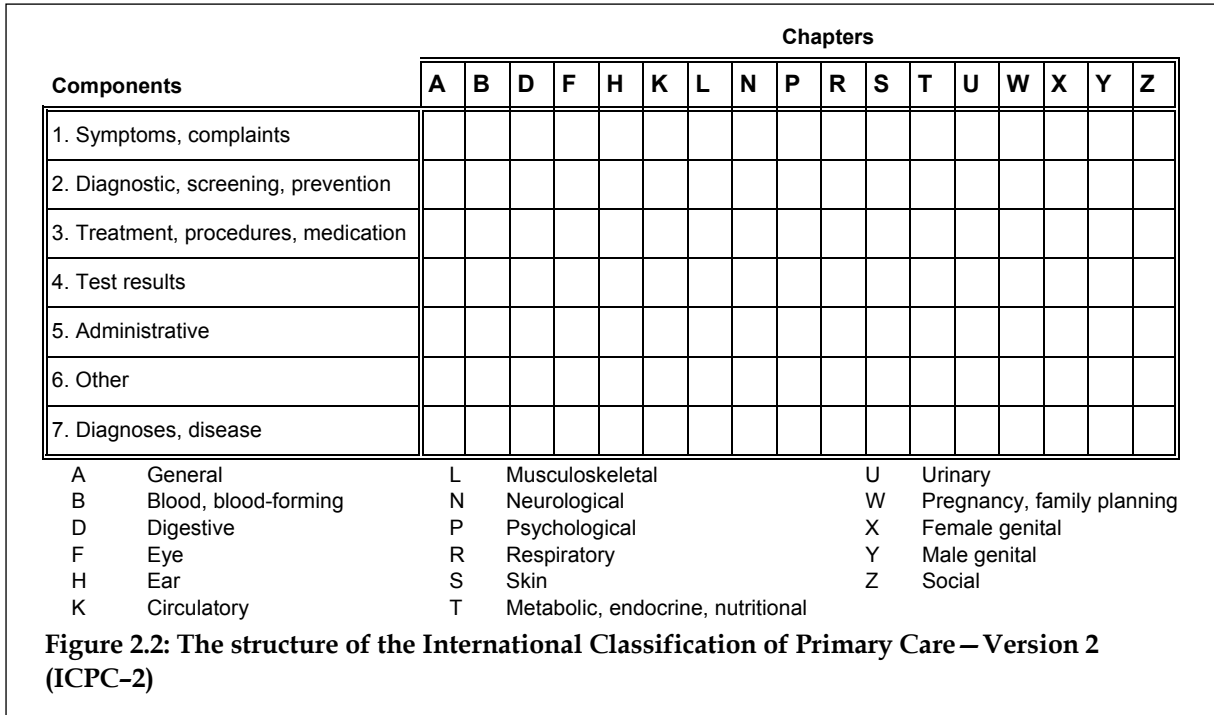 Chapters
Components A B D F H K L N P R S T U W X Y Z
1. Symptoms, complaints
2. Diagnostic, screening, prevention
3. Treatment, procedures, medication
4. Test results
5. Administrative
6. Other
7. Diagnoses, disease
A General L Musculoskeletal U Urinary
B Blood, blood-forming N Neurological W Pregnancy, family planning
D Digestive P Psychological X Female genital
F Eye R Respiratory Y Male genital
H Ear S Skin Z Social
K Circulatory T Metabolic, endocrine, nutritional
Figure 2.2: The structure of the International Classification of Primary Care—Version 2
(ICPC–2)